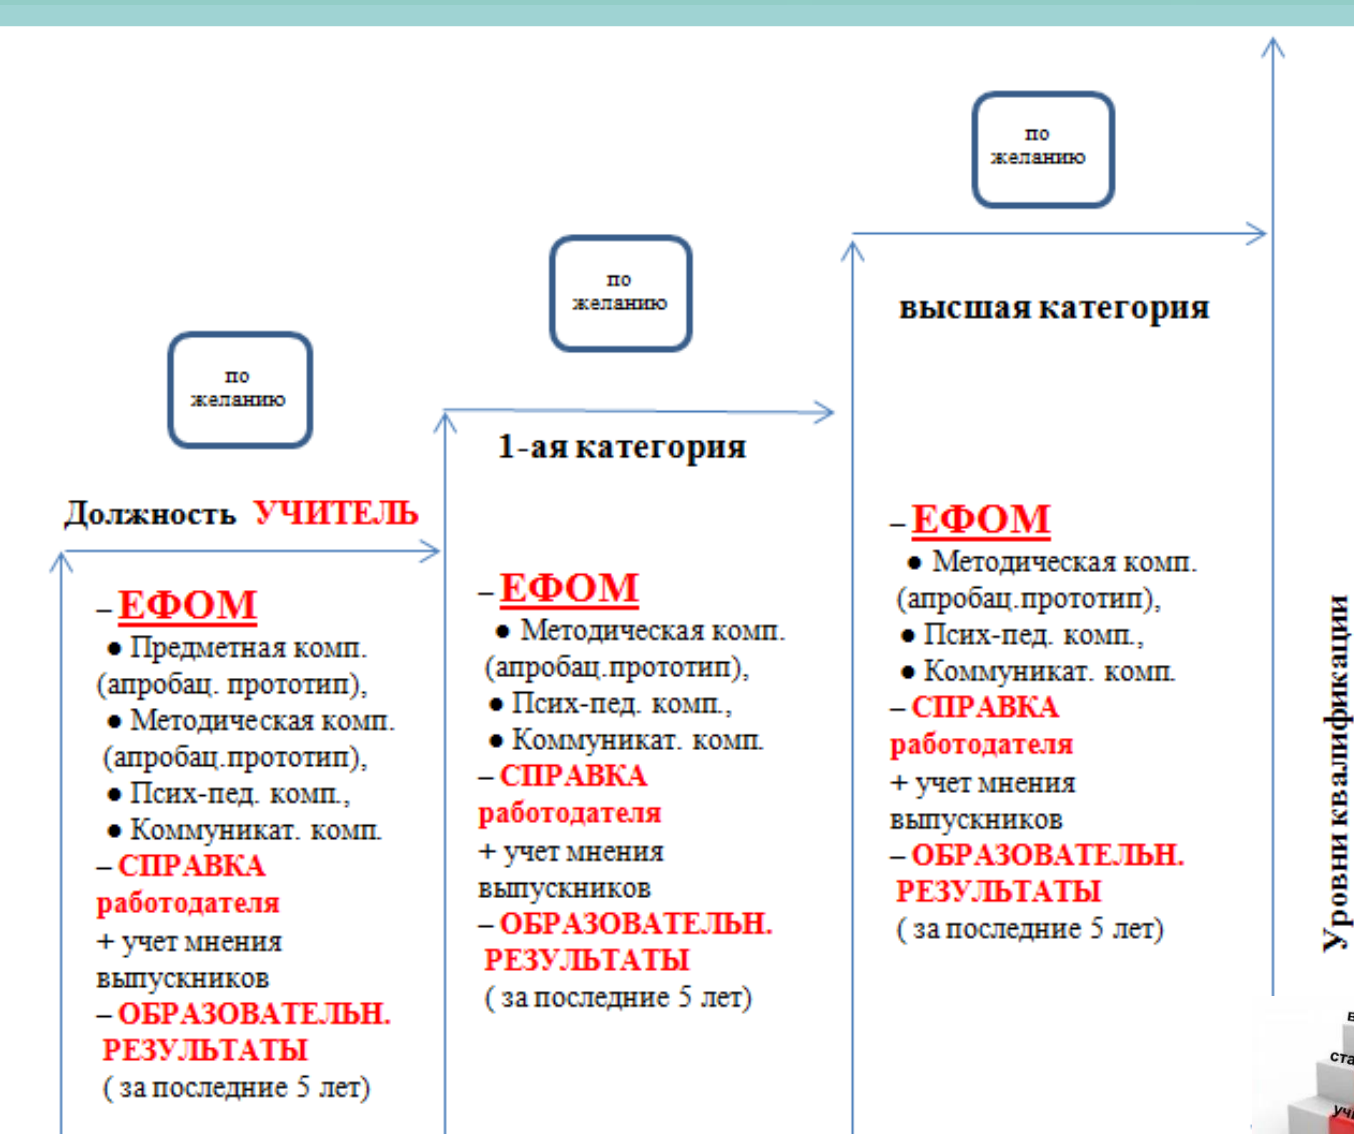 по
желанию
Должность УЧИТЕЛЬ
– ЕФОМ
● Предметная комп.
(апробац. прототип),
● Методическая комп.
(апробац.прототип),
● Псих-пед. комп.,
● Коммуникат. комп.
– СПРАВКА
работодателя
+ учет мнения
выпускников
– ОБРАЗОВАТЕЛЬН.
РЕЗУЛЬТАТЫ
( за последние 5 лет)
по
желанию
1-ая категория
– ЕФОМ
● Методическая комп.
(апробац.прототип),
● Псих-пед. комп.,
● Коммуникат. комп.
– СПРАВКА
работодателя
+ учет мнения
выпускников
– ОБРАЗОВАТЕЛЬН.
РЕЗУЛЬТАТЫ
( за последние 5 лет)
по
желанию
высшая категория
– ЕФОМ
● Методическая комп.
(апробац.прототип),
● Псих-пед. комп.,
● Коммуникат. комп.
– СПРАВКА
работодателя
+ учет мнения
выпускников
– ОБРАЗОВАТЕЛЬН.
РЕЗУЛЬТАТЫ
( за последние 5 лет)
Уровни квалификации